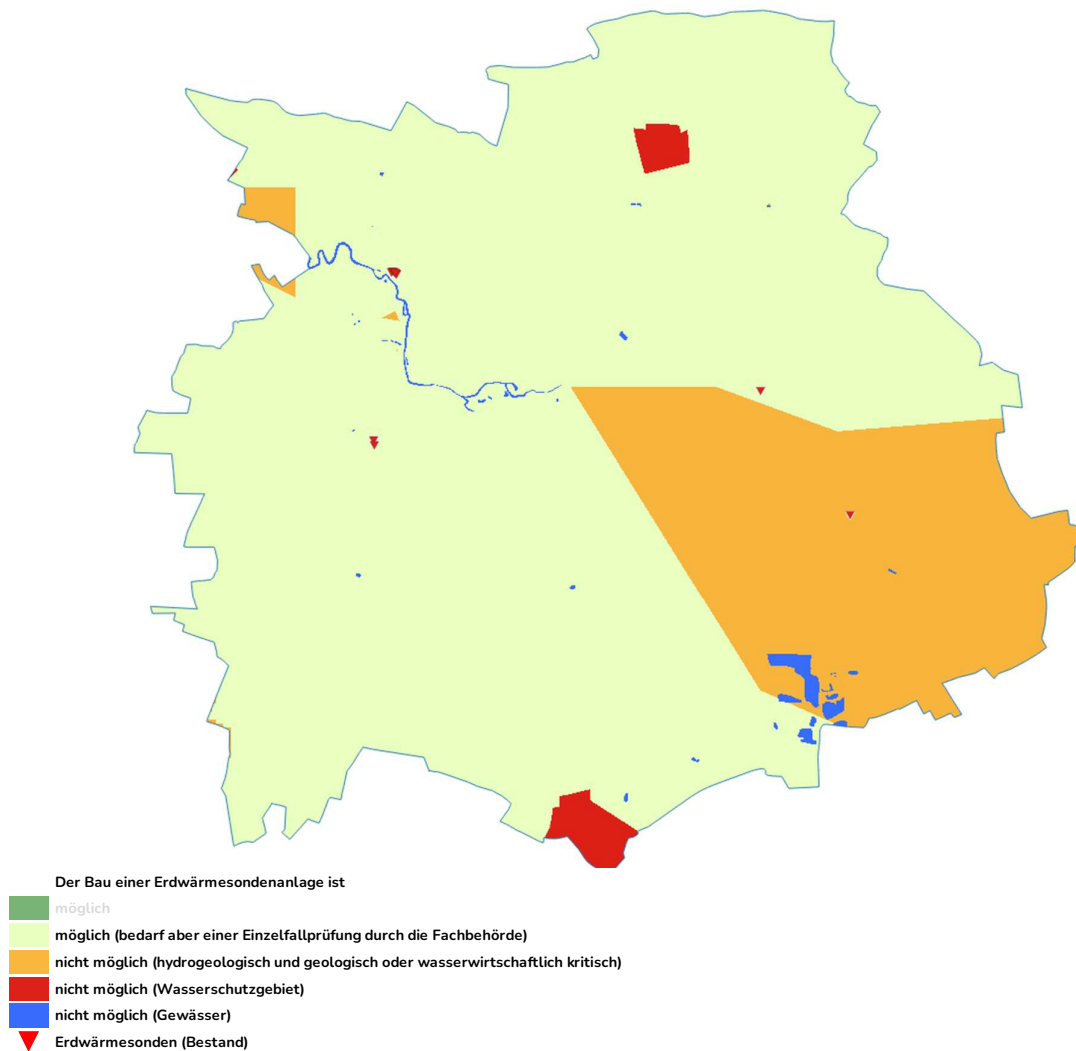 Der Bau einer Erdwärmesondenanlage ist
möglich
möglich (bedarf aber einer Einzelfallprüfung durch die Fachbehörde)
nicht möglich (hydrogeologisch und geologisch oder wasserwirtschaftlich kritisch)
nicht möglich (Wasserschutzgebiet)
nicht möglich (Gewässer)
Erdwärmesonden (Bestand)